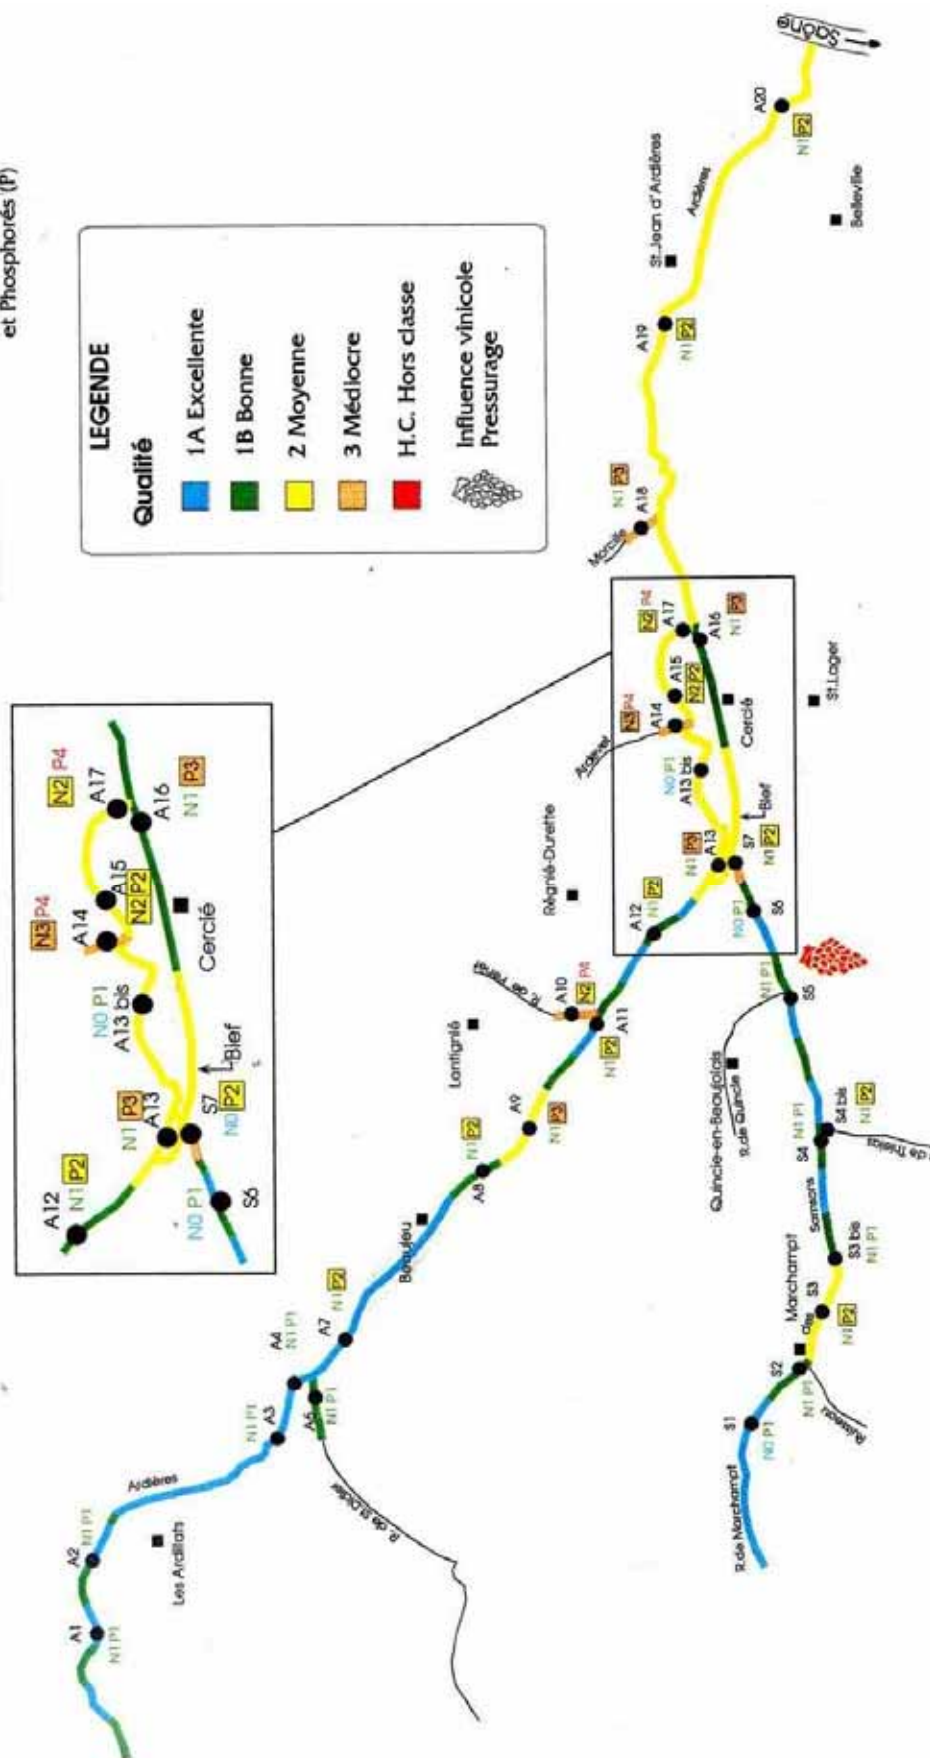 et Phosphorés (P)
LEGENDE
Qualité
1A Excellente
1B Bonne
2 Moyenne
3 Médiocre
H.C. Hors classe
Influence vinicole
Pressurage
A12
N1 P2
N1 P3
A13
N0 P1
A13 bis
N3 P4
A14
A15
N2 P2
N2 P4
A17
A16
N1 P3
Cerclé
Bief
S7
N0 P2
N0 P1
S6
A1
N1 P1
A2
N1 P1
Les Ardillats
Ardières
A3
N1 P1
A4
N1 P1
A6
N1 P1
R. de St.Didier
A7
N1 P2
Beaujeu
A8
N1 P2
A9
N1 P3
Lantignié
R. de
A10
N2 P4
A11
N1 P2
Régnié-Durette
A12
N1 P2
N1 P3
A13
N0 P1
A13 bis
Ardevel
N3 P4
A14
A15
N2 P2
N2 P4
A17
A16
N1 P3
Cerclé
Bief
S7
N1 P2
N0 P1
S6
St.Lager
Morcille
N1 P3
A18
A19
N1 P2
St.Jean d'Ardières
Ardières
Belleville
A20
N1 P2
Saône
R.de Marchampt
S1
N0 P1
S2
N1 P1
Ruisseau
des
Samsons
Marchampt
S3
N1 P2
S3 bis
N1 P1
S4
N1 P1
S4 bis
N1 P2
Quincie-en-Beaujolais
R.de Quincie
S5
N1 P1